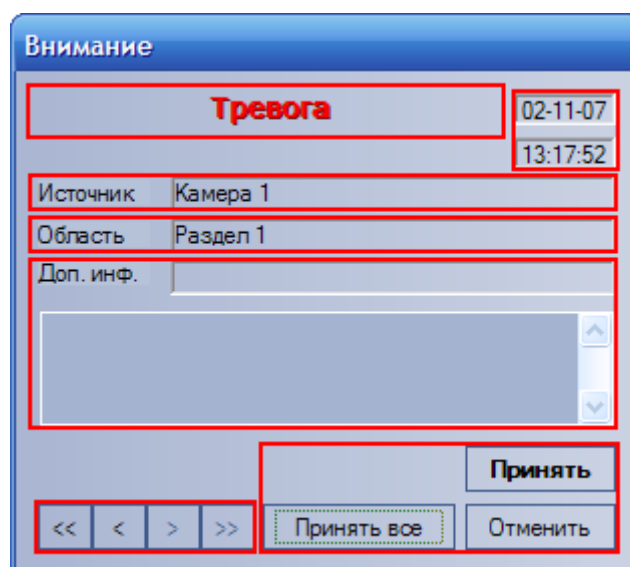 Внимание
Тревога 02-11-07
13:17:52
Источник Камера 1
Область Раздел 1
Доп. инф.
Принять
<< < > >> Принять все Отменить